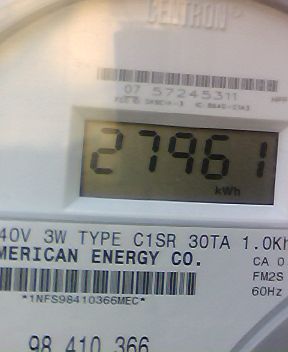 CENTRON®
07 57245311
27961
kWh
40V 3W TYPE C1SR 30TA 1.0Kh
MERICAN ENERGY CO.
CA 0
FM2S
*1NFS98410366MEC*
60Hz
98 410 366